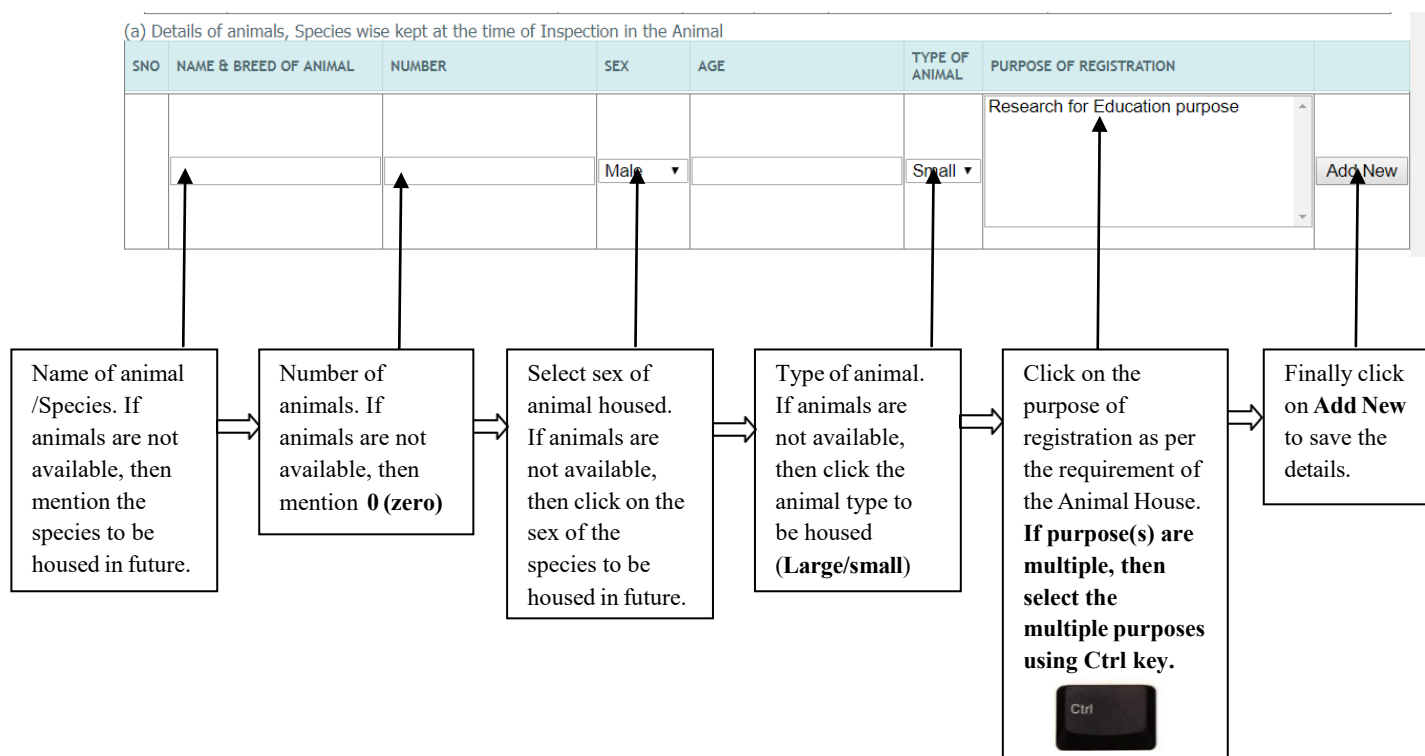 (a) Details of animals, Species wise kept at the time of Inspection in the Animal
SNO NAME & BREED OF ANIMAL NUMBER SEX AGE TYPE OF ANIMAL PURPOSE OF REGISTRATION
Research for Education purpose
Male Small Add New
Name of animal
/Species. If
animals are not
available, then
mention the
species to be
housed in future.
Number of
animals. If
animals are not
available, then
mention 0 (zero)
Select sex of
animal housed.
If animals are
not available,
then click on the
sex of the
species to be
housed in future.
Type of animal.
If animals are
not available,
then click the
animal type to
be housed
(Large/small)
Click on the
purpose of
registration as per
the requirement of
the Animal House.
If purpose(s) are
multiple, then
select the
multiple purposes
using Ctrl key.
Ctrl
Finally click
on Add New
to save the
details.